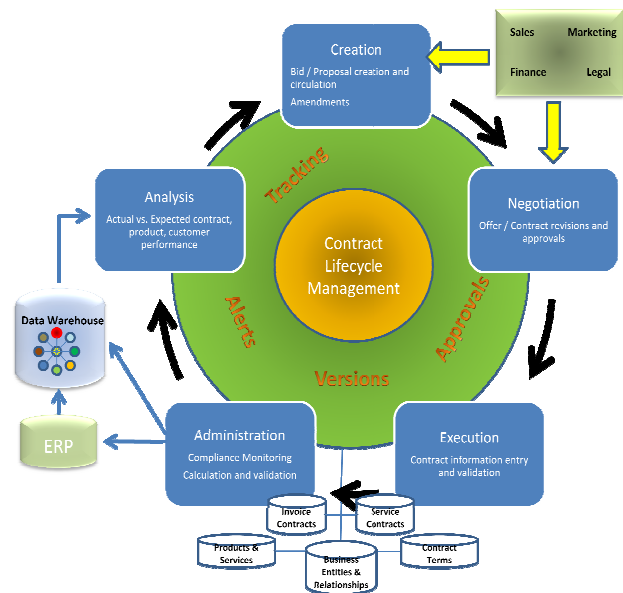 Sales
Marketing
Finance
Legal
Creation
Bid / Proposal creation and
circulation
Amendments
Tracking
Analysis
Actual vs. Expected contract,
product, customer
performance
Negotiation
Offer / Contract revisions and
approvals
Contract
Lifecycle
Management
Alerts
Approvals
Versions
Data Warehouse
ERP
Administration
Compliance Monitoring
Calculation and validation
Execution
Contract information entry
and validation
Invoice
Contracts
Service
Contracts
Products &
Services
Business
Entities &
Relationships
Contract
Terms